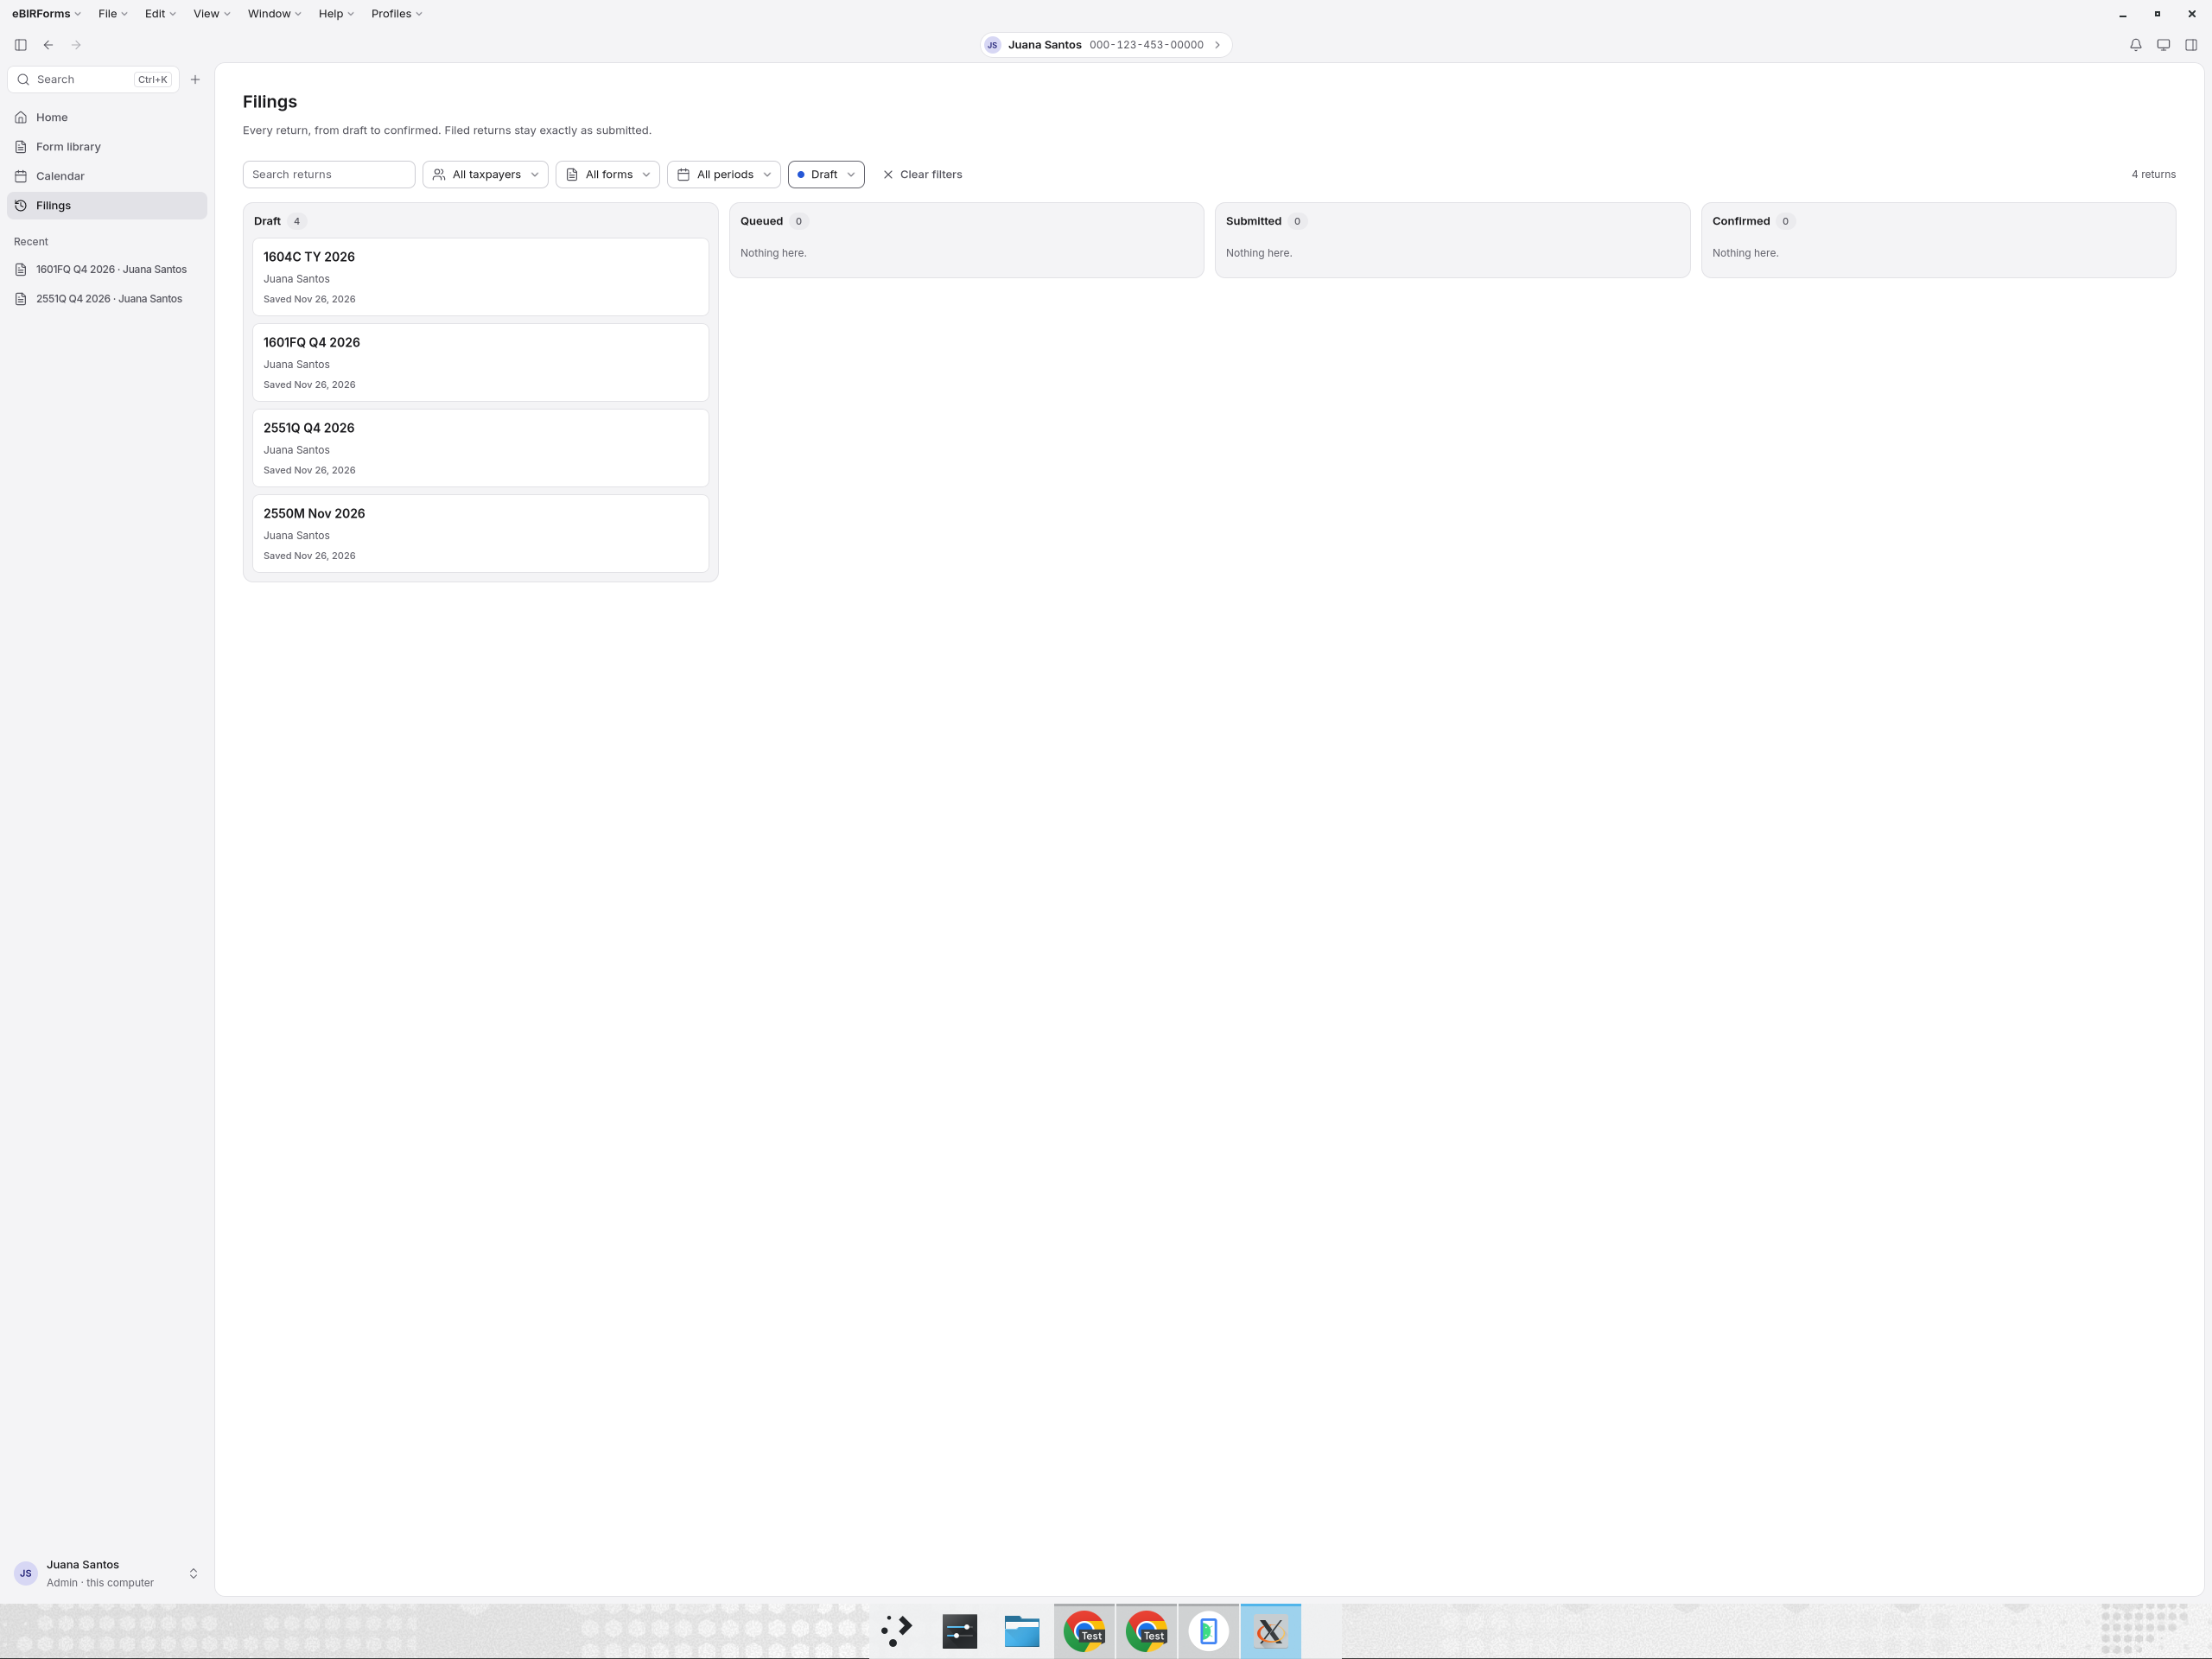 eBIRForms File Edit View Window Help Profiles
JS Juana Santos 000-123-453-00000
Search Ctrl+K
Home
Form library
Calendar
Filings
Recent
1601FQ Q4 2026 · Juana Santos
2551Q Q4 2026 · Juana Santos
Filings
Every return, from draft to confirmed. Filed returns stay exactly as submitted.
Search returns All taxpayers All forms All periods Draft Clear filters 4 returns
Draft 4
1604C TY 2026
Juana Santos
Saved Nov 26, 2026
1601FQ Q4 2026
Juana Santos
Saved Nov 26, 2026
2551Q Q4 2026
Juana Santos
Saved Nov 26, 2026
2550M Nov 2026
Juana Santos
Saved Nov 26, 2026
Queued 0
Nothing here.
Submitted 0
Nothing here.
Confirmed 0
Nothing here.
JS Juana Santos
Admin · this computer
Test Test